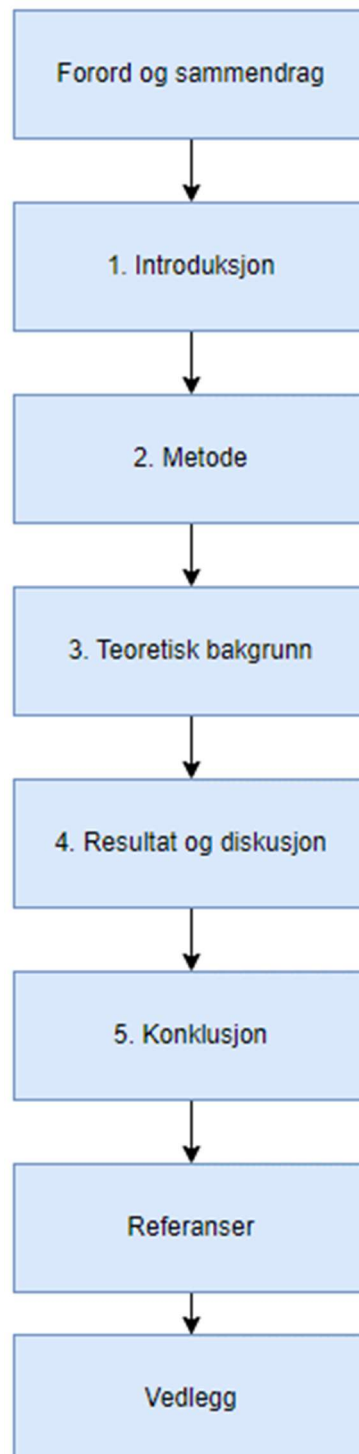 Forord og sammendrag
1. Introduksjon
2. Metode
3. Teoretisk bakgrunn
4. Resultat og diskusjon
5. Konklusjon
Referanser
Vedlegg